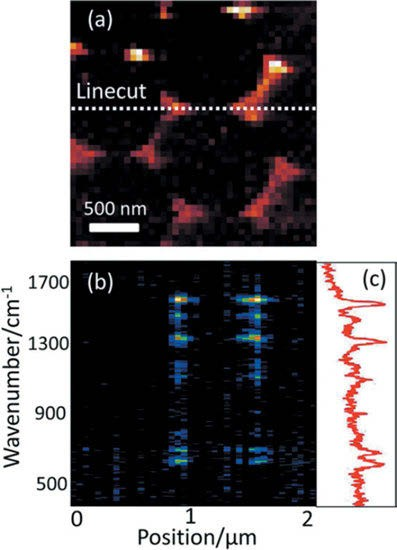 (a)
Linecut
500 nm
(b)
(c)
Wavenumber/cm-1
1700
1300
900
500
0
1
2
Position/μm